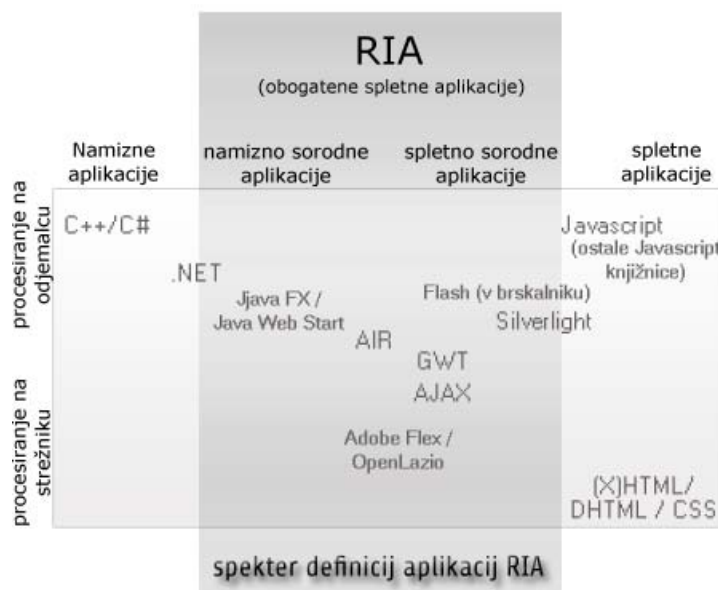 RIA
(obogatene spletne aplikacije)
Namizne
aplikacije
namizno sorodne
aplikacije
spletno sorodne
aplikacije
spletne
aplikacije
procesiranje na
odjemalcu
procesiranje na
strežniku
C++/C#
.NET
Jjava FX /
Java Web Start
AIR
Flash (v brskalniku)
Silverlight
Javascript
(ostale Javascript
knjižnice)
GWT
AJAX
Adobe Flex /
OpenLazio
(X)HTML/
DHTML / CSS
spekter definicij aplikacij RIA